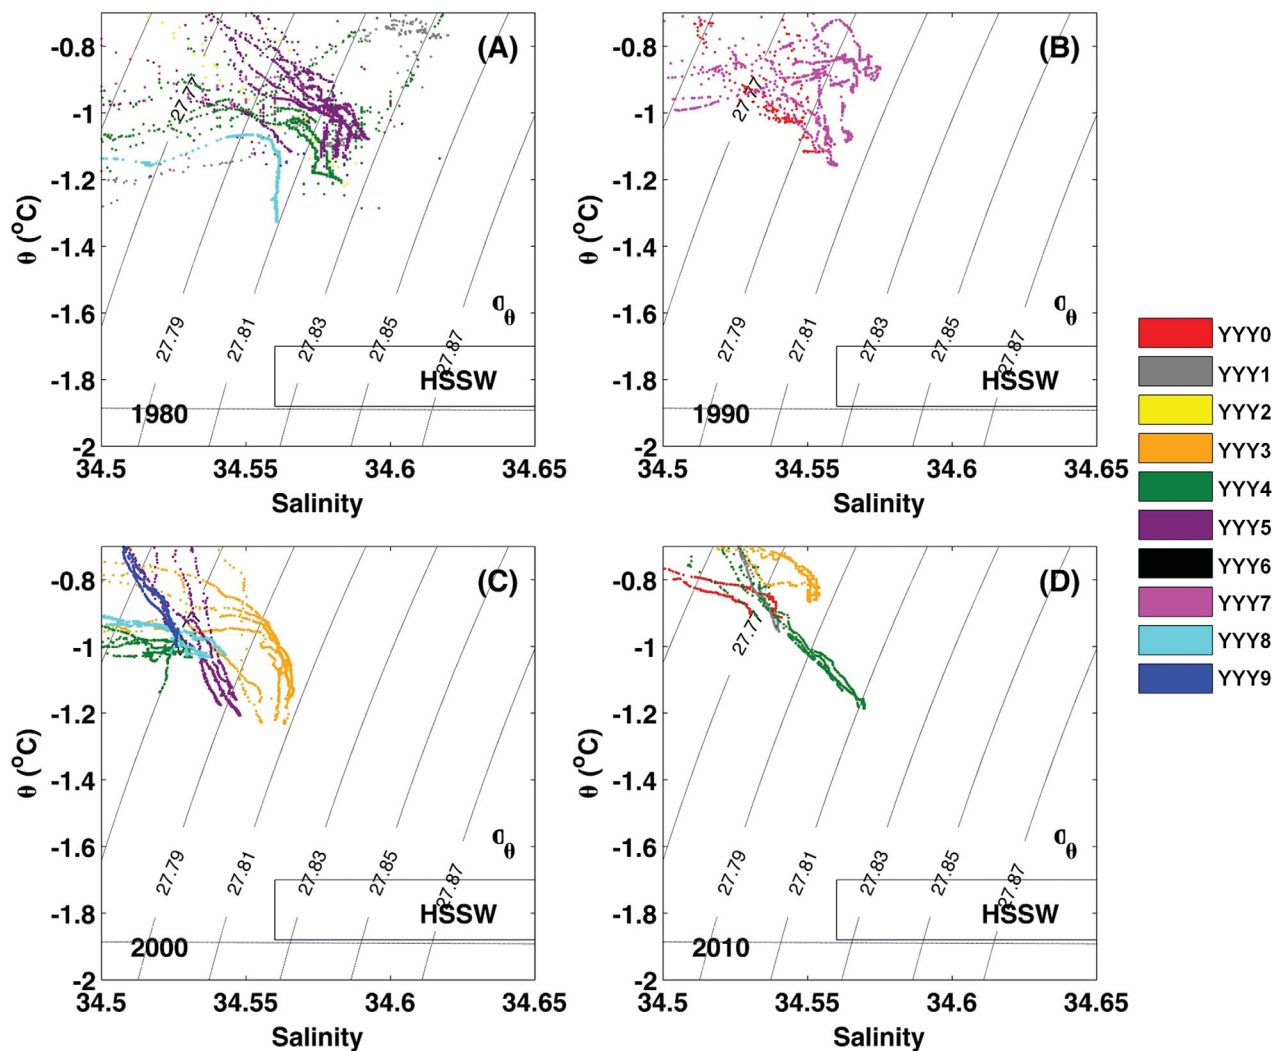 (A)
-0.8
-1
-1.2
-1.4
-1.6
-1.8
-2
θ (°C)
27.77
27.79
27.81
27.83
27.85
27.87
σθ
HSSW
1980
34.5
34.55
34.6
34.65
Salinity
(B)
-0.8
-1
-1.2
-1.4
-1.6
-1.8
-2
θ (°C)
27.77
27.79
27.81
27.83
27.85
27.87
σθ
HSSW
1990
34.5
34.55
34.6
34.65
Salinity
YYY0
YYY1
YYY2
YYY3
YYY4
YYY5
YYY6
YYY7
YYY8
YYY9
(C)
-0.8
-1
-1.2
-1.4
-1.6
-1.8
-2
θ (°C)
27.79
27.81
27.83
27.85
27.87
σθ
HSSW
2000
34.5
34.55
34.6
34.65
Salinity
(D)
-0.8
-1
-1.2
-1.4
-1.6
-1.8
-2
θ (°C)
27.77
27.79
27.81
27.83
27.85
27.87
σθ
HSSW
2010
34.5
34.55
34.6
34.65
Salinity